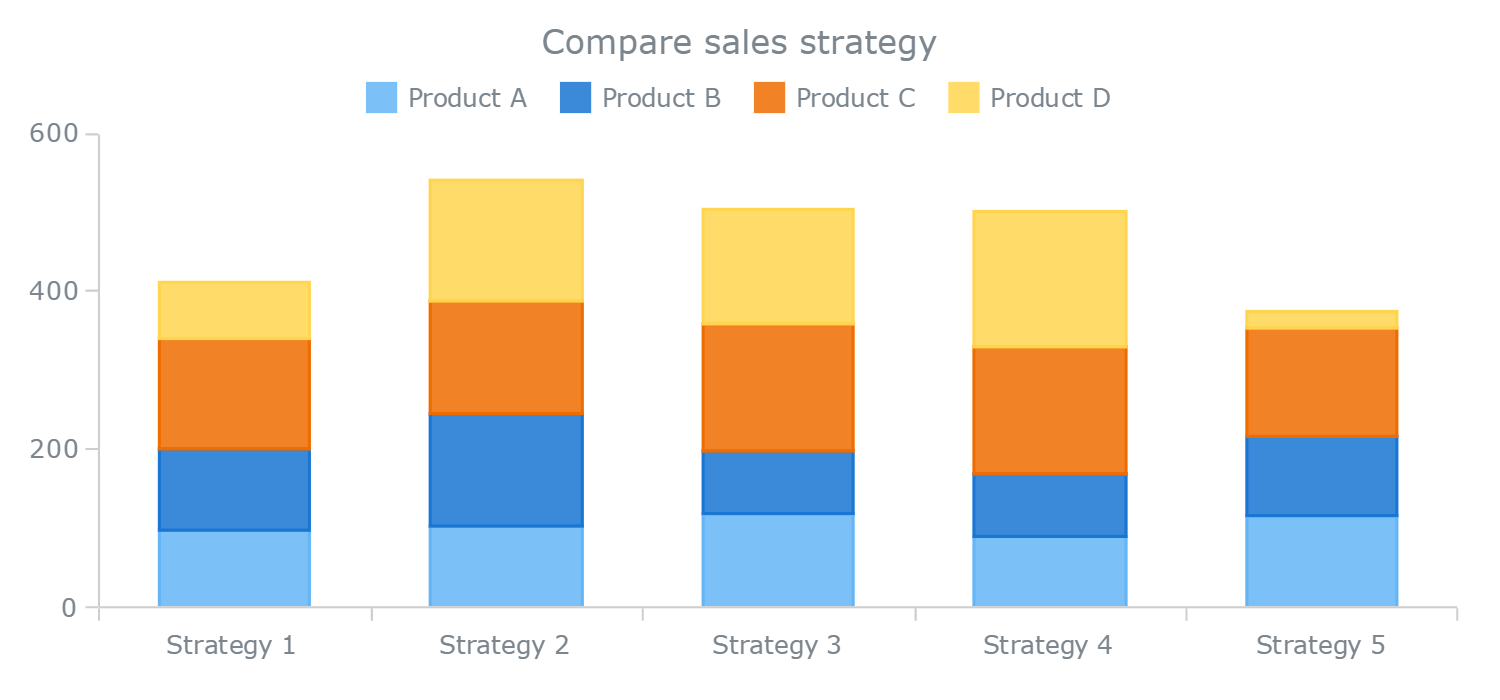 Compare sales strategy
Product A Product B Product C Product D
600
400
200
0
Strategy 1 Strategy 2 Strategy 3 Strategy 4 Strategy 5